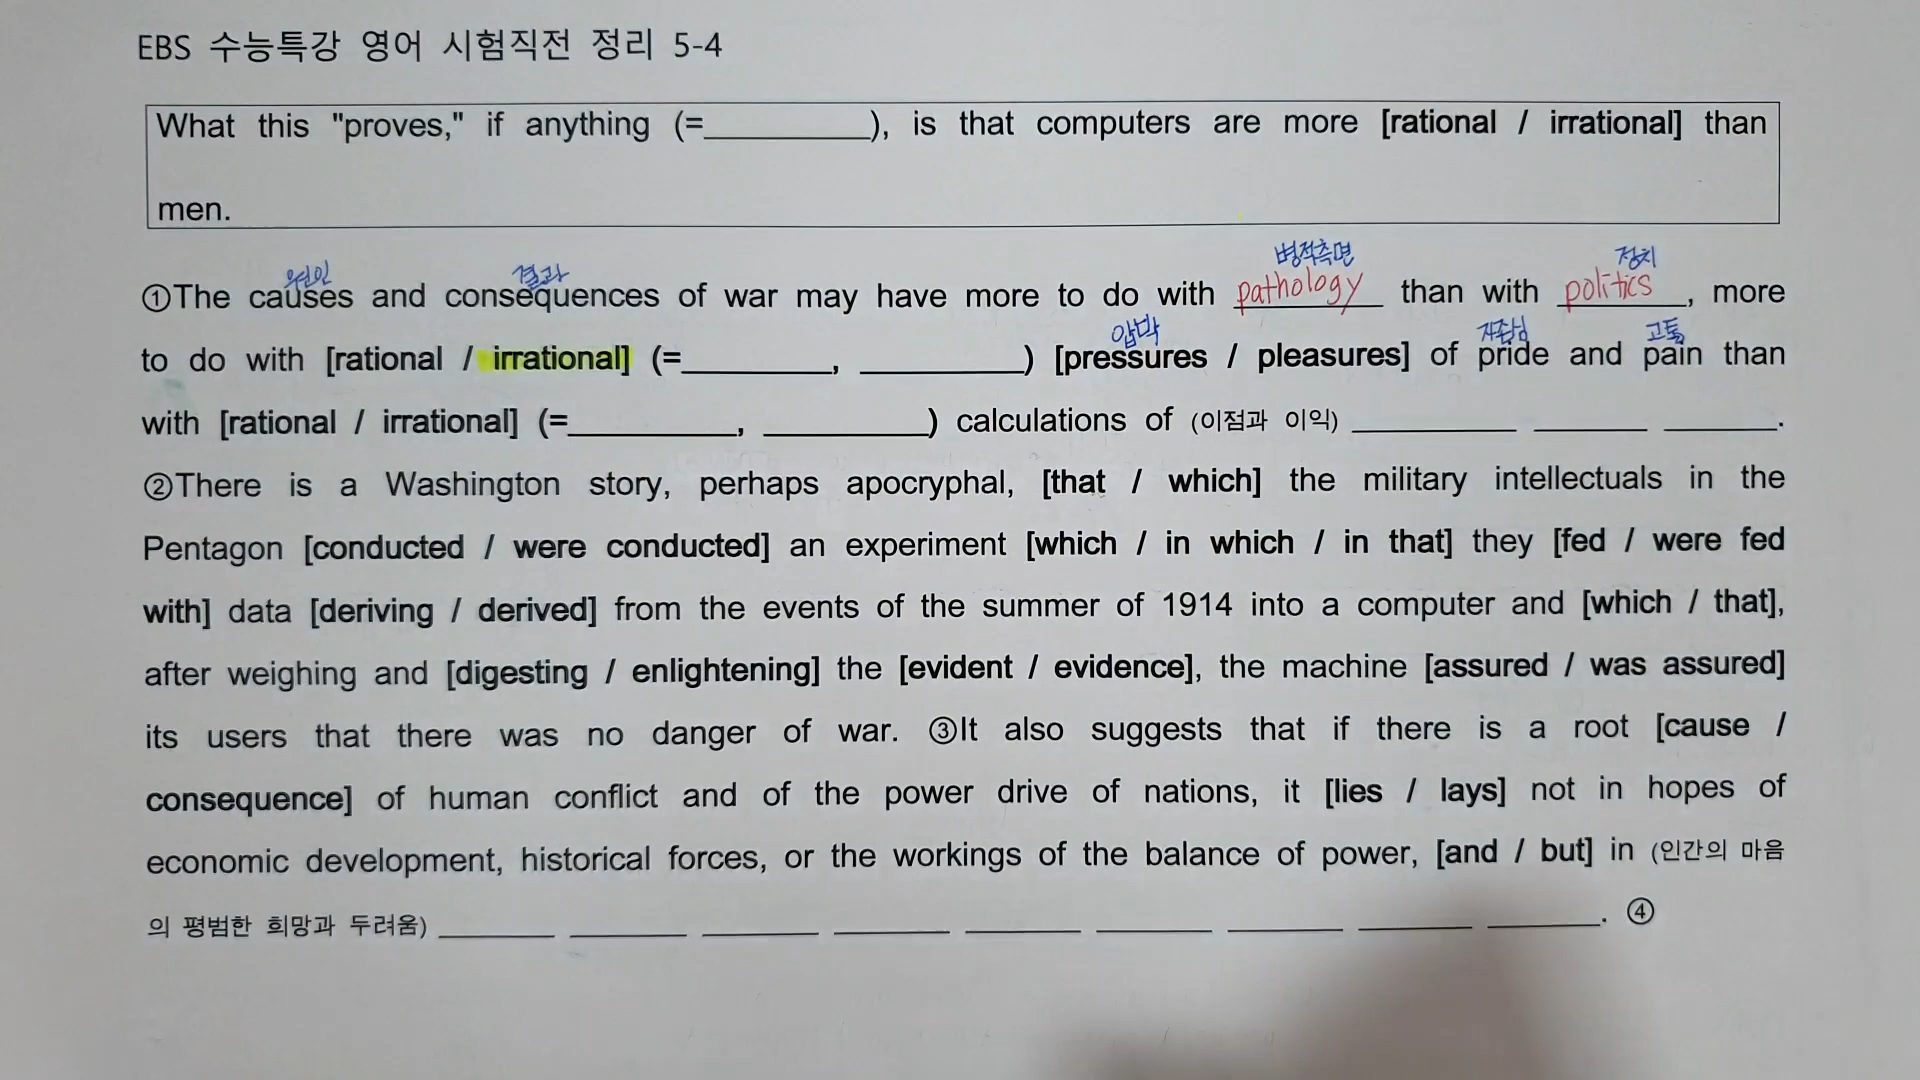 EBS 수능특강 영어 시험직전 정리 5-4
What this "proves," if anything (=__________), is that computers are more [rational / irrational] than
men.
원인 결과 병적측면 정치
①The causes and consequences of war may have more to do with pathology than with politics, more
압박 자존심 고통
to do with [rational / irrational] (=_________, __________) [pressures / pleasures] of pride and pain than
with [rational / irrational] (=__________, __________) calculations of (이점과 이익) __________ _______ _______.
②There is a Washington story, perhaps apocryphal, [that / which] the military intellectuals in the
Pentagon [conducted / were conducted] an experiment [which / in which / in that] they [fed / were fed
with] data [deriving / derived] from the events of the summer of 1914 into a computer and [which / that],
after weighing and [digesting / enlightening] the [evident / evidence], the machine [assured / was assured]
its users that there was no danger of war. ③It also suggests that if there is a root [cause /
consequence] of human conflict and of the power drive of nations, it [lies / lays] not in hopes of
economic development, historical forces, or the workings of the balance of power, [and / but] in (인간의 마음
의 평범한 희망과 두려움) _______ _______ _______ _______ _______ _______ _______ _______ _______. ④